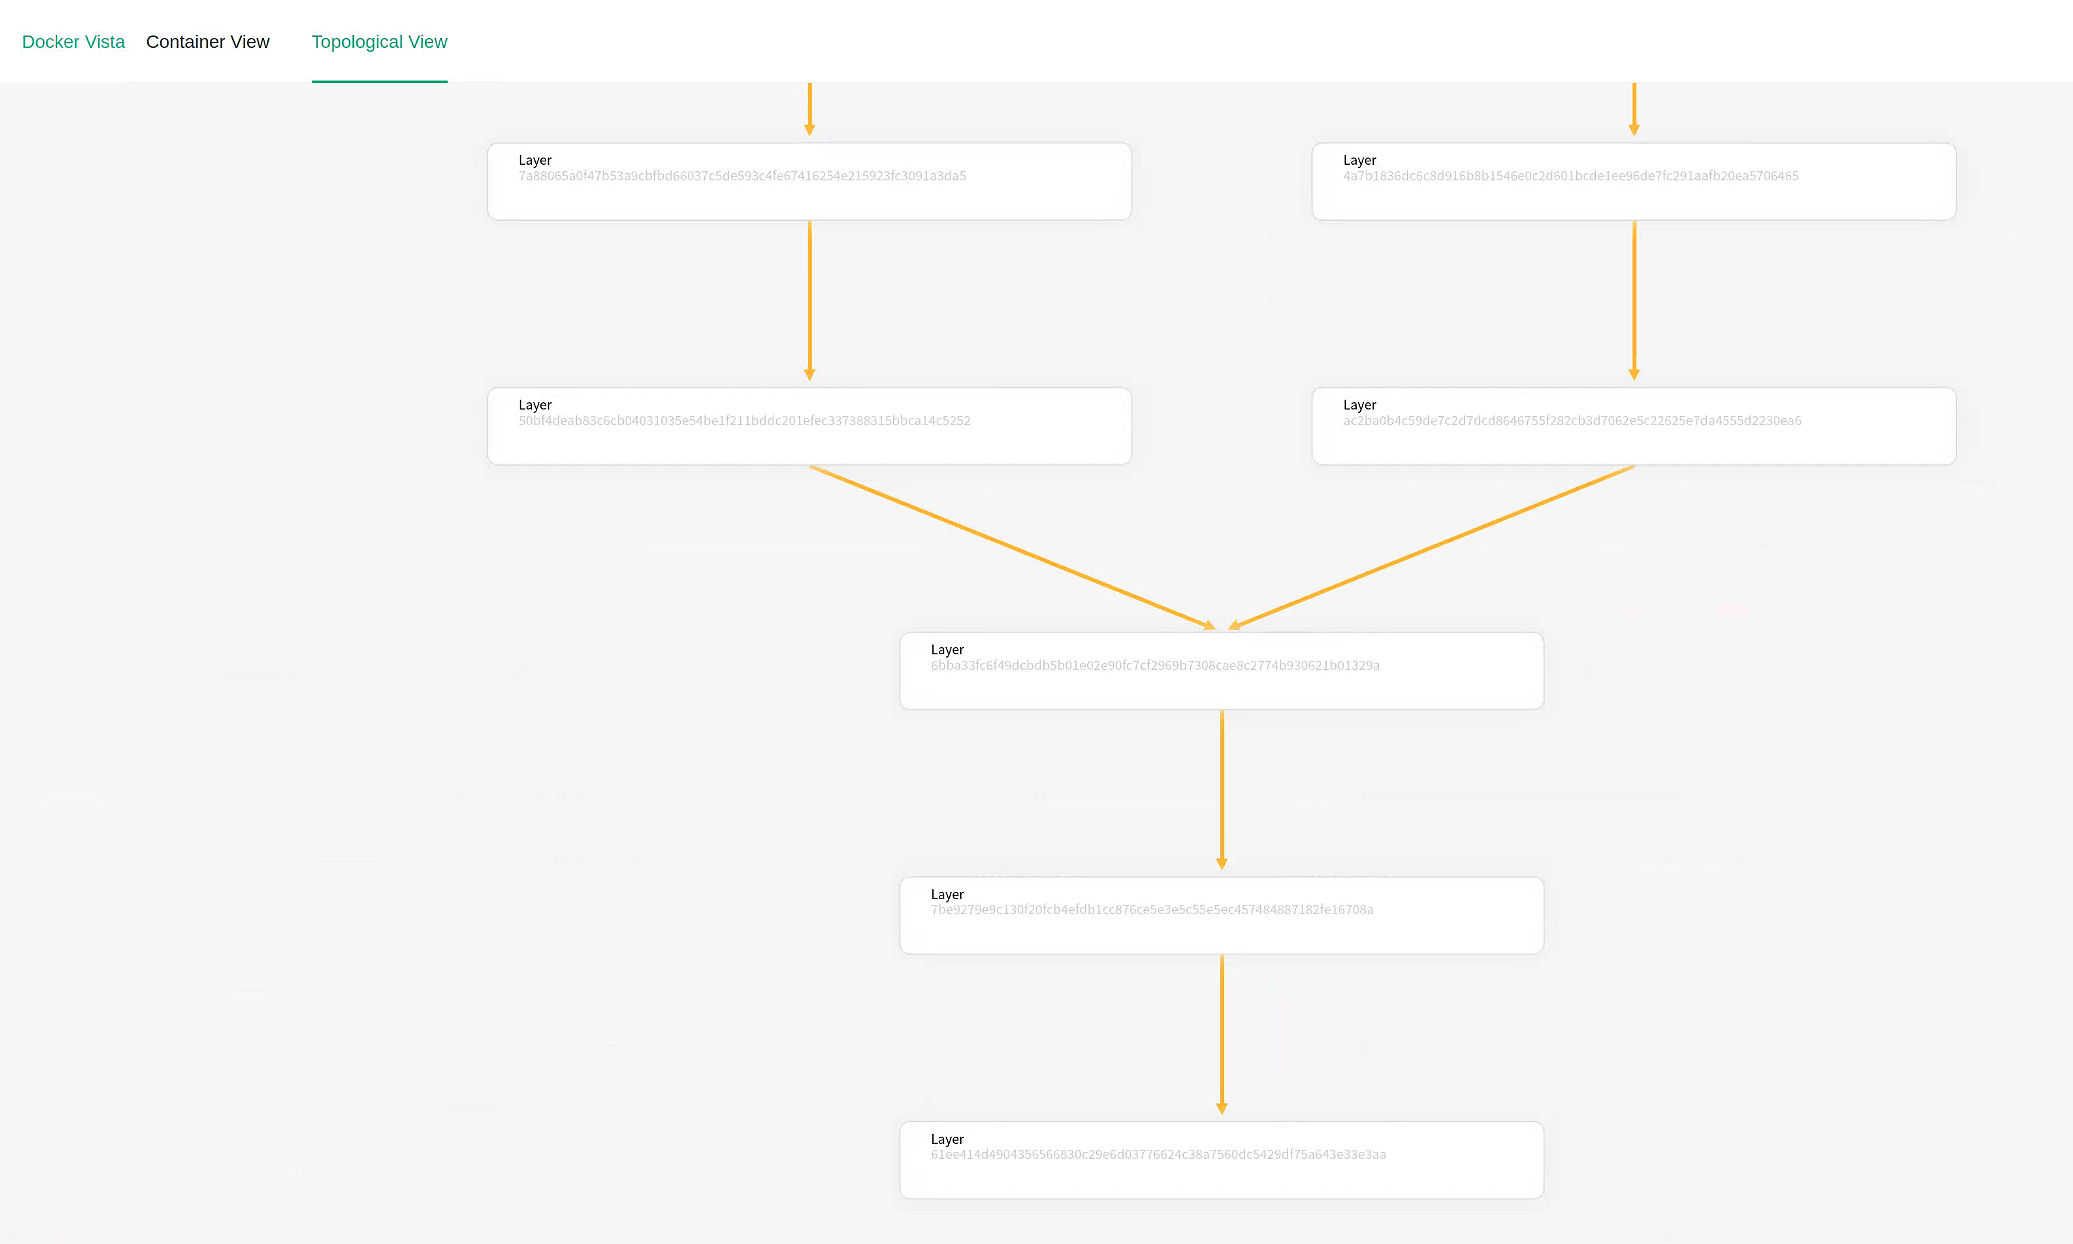 Docker Vista Container View Topological View
Layer
7a88065a0f47b53a9cbfbd66037c5de593c4fe67416254e215923fc3091a3da5
Layer
4a7b1836dc6c8d916b8b1546e0c2d601bcde1ee96de7fc291aafb20ea5706465
Layer
50bf4deab83c6cb04031035e54be1f211bddc201efec337388315bbca14c5252
Layer
ac2ba0b4c59de7c2d7dcd8646755f282cb3d7062e5c22625e7da4555d2230ea6
Layer
6bba33fc6f49dcbdb5b01e02e90fc7cf2969b7308cae8c2774b930621b01329a
Layer
7be9279e9c130f20fcb4efdb1cc876ce5e3e5c55e5ec457484887182fe16708a
Layer
61ee414d4904356566830c29e6d03776624c38a7560dc5429df75a643e33e3aa